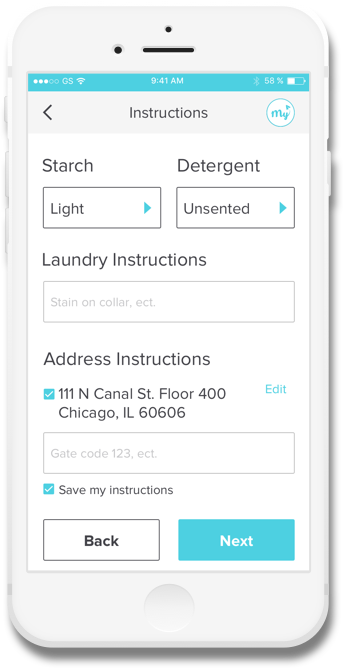 GS 9:41 AM 58 %
Instructions
my
Starch Detergent
Light Unsented
Laundry Instructions
Stain on collar, ect.
Address Instructions
111 N Canal St. Floor 400 Edit
Chicago, IL 60606
Gate code 123, ect.
Save my instructions
Back Next